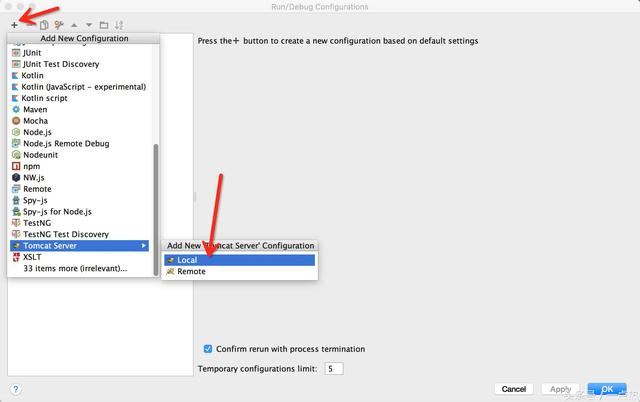 Run/Debug Configurations
Add New Configuration
JUnit
JUnit Test Discovery
Kotlin
Kotlin (JavaScript - experimental)
Kotlin script
Maven
Mocha
Node.js
Node.js Remote Debug
Nodeunit
npm
NW.js
Remote
Spy-js
Spy-js for Node.js
TestNG
TestNG Test Discovery
Tomcat Server
XSLT
33 items more (irrelevant)...
Press the+ button to create a new configuration based on default settings
Add New 'Tomcat Server' Configuration
Local
Remote
Confirm rerun with process termination
Temporary configurations limit: 5
? Cancel Apply OK